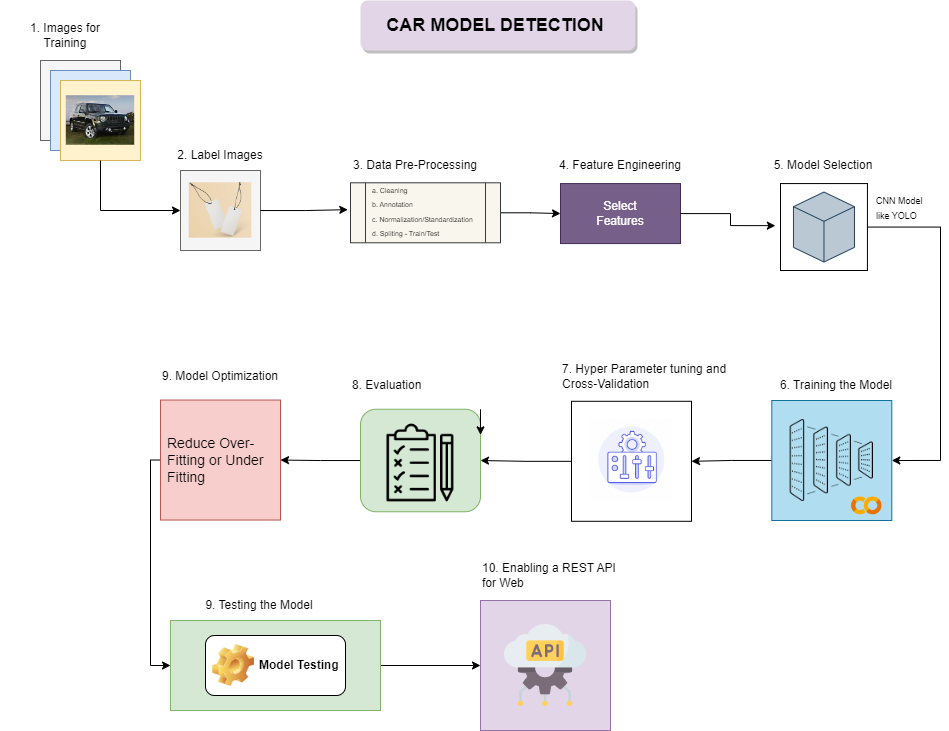 CAR MODEL DETECTION
1. Images for
Training
2. Label Images
3. Data Pre-Processing
a. Cleaning
b. Annotation
c. Normalization/Standardization
d. Spliting - Train/Test
4. Feature Engineering
Select
Features
5. Model Selection
CNN Model
like YOLO
6. Training the Model
7. Hyper Parameter tuning and
Cross-Validation
8. Evaluation
9. Model Optimization
Reduce Over-
Fitting or Under
Fitting
9. Testing the Model
Model Testing
10. Enabling a REST API
for Web
API